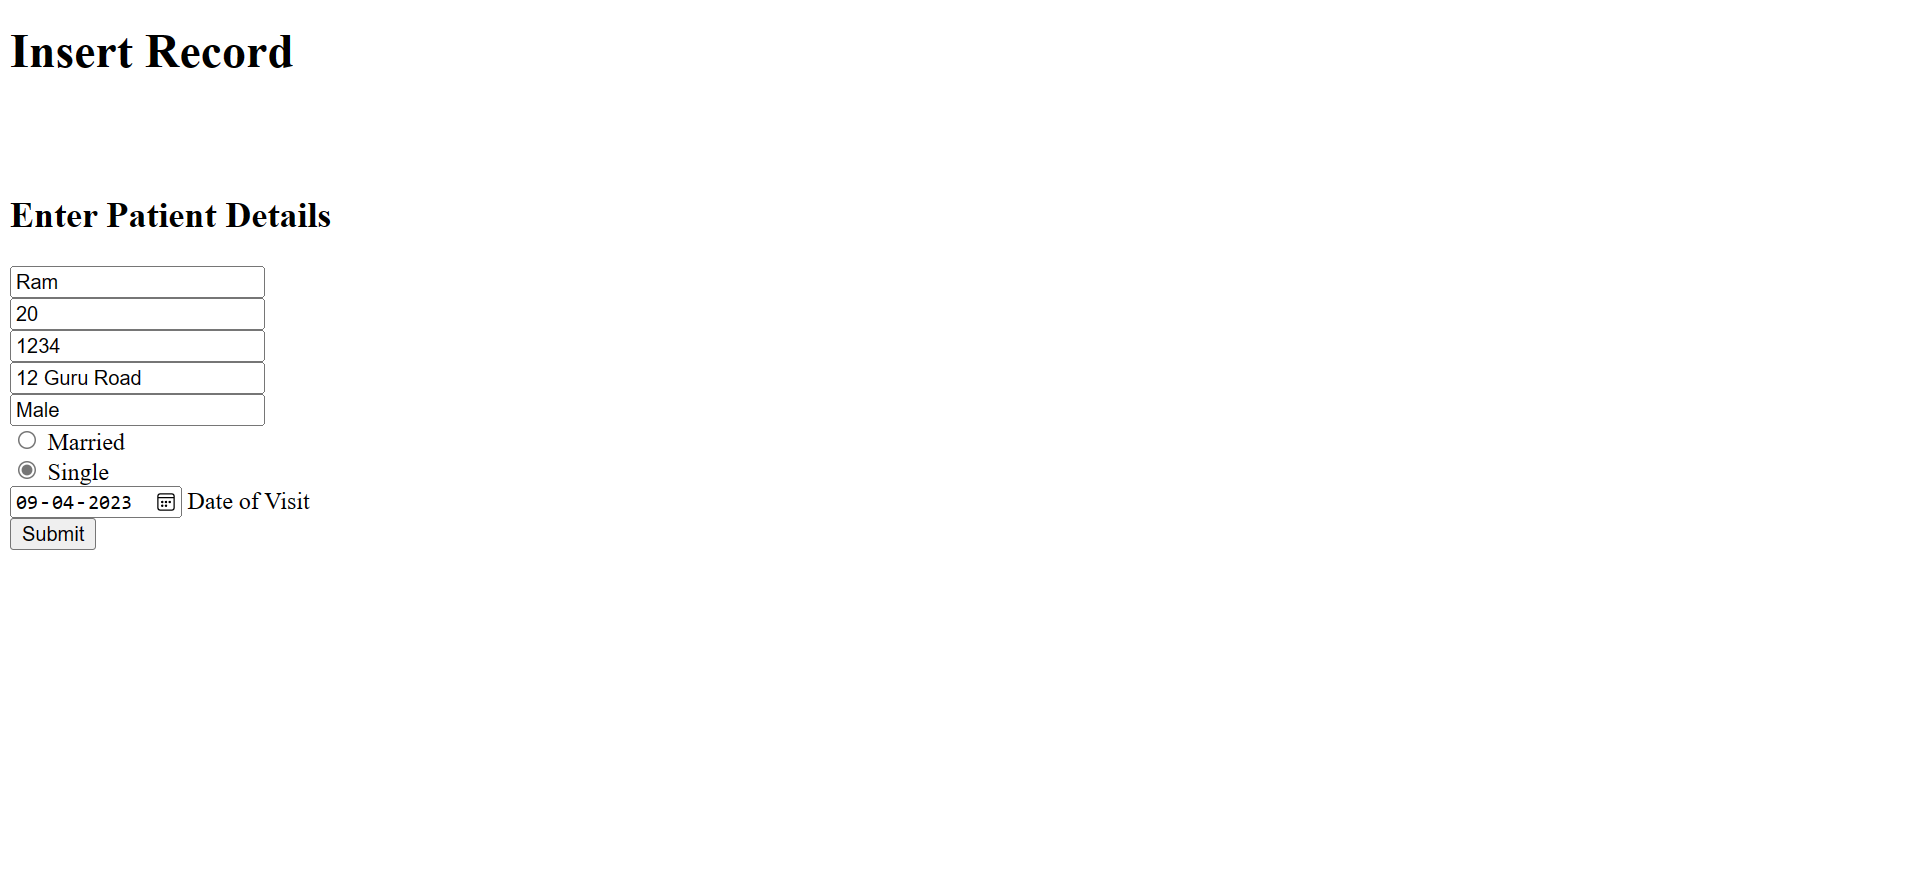 Insert Record
Enter Patient Details
Ram
20
1234
12 Guru Road
Male
Married
Single
09-04-2023 Date of Visit
Submit